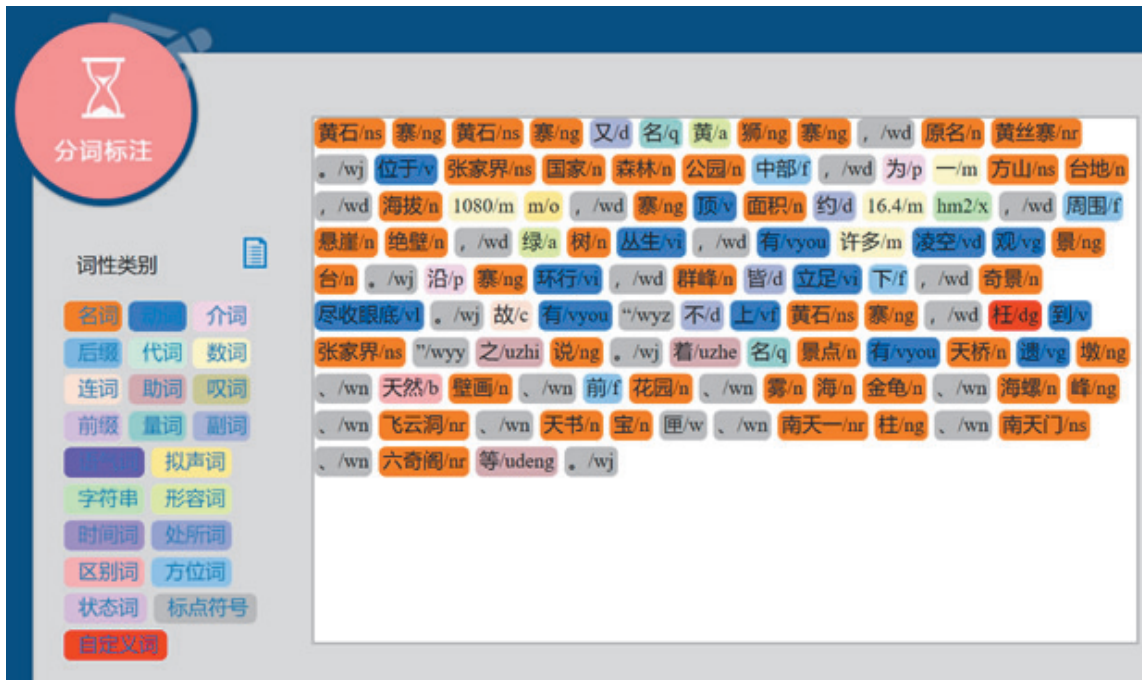 分词标注
黄石/ns 寨/ng 黄石/ns 寨/ng 又/d 名/q 黄/a 狮/ng 寨/ng ，/wd 原名/n 黄丝寨/nr
。/wj 位于/v 张家界/ns 国家/n 森林/n 公园/n 中部/f ，/wd 为/p 一/m 方山/ns 台地/n
，/wd 海拔/n 1080/m m/o ，/wd 寨/ng 顶/v 面积/n 约/d 16.4/m hm2/x ，/wd 周围/f
悬崖/n 绝壁/n ，/wd 绿/a 树/n 丛生/vi ，/wd 有/vyou 许多/m 凌空/vd 观/vg 景/ng
台/n 。/wj 沿/p 寨/ng 环行/vi ，/wd 群峰/n 皆/d 立足/vi 下/f ，/wd 奇景/n
尽收眼底/vl 。/wj 故/c 有/vyou “/wyz 不/d 上/vf 黄石/ns 寨/ng ，/wd 枉/dg 到/v
张家界/ns ”/wyy 之/uzhi 说/ng 。/wj 着/uzhe 名/q 景点/n 有/vyou 天桥/n 遗/vg 墩/ng
、/wn 天然/b 壁画/n 、/wn 前/f 花园/n 、/wn 雾/n 海/n 金龟/n 、/wn 海螺/n 峰/ng
、/wn 飞云洞/nr 、/wn 天书/n 宝/n 匣/w 、/wn 南天一/nr 柱/ng 、/wn 南天门/ns
、/wn 六奇阁/nr 等/udeng 。/wj
词性类别
名词 动词 介词
后缀 代词 数词
连词 助词 叹词
前缀 量词 副词
语气词 拟声词
字符串 形容词
时间词 处所词
区别词 方位词
状态词 标点符号
自定义词